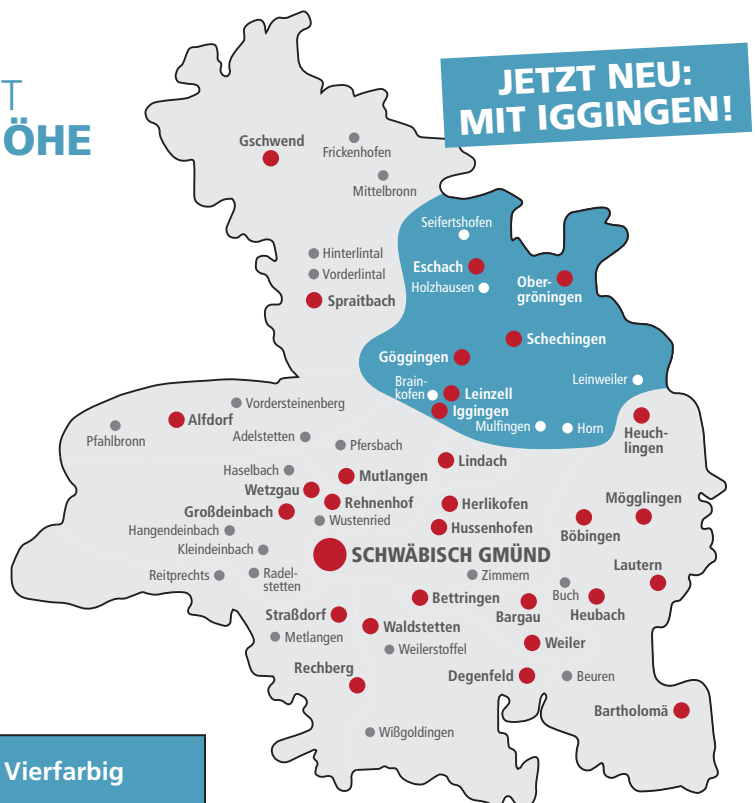 T
ÖHE
JETZT NEU:
MIT IGGINGEN!
Gschwend
Frickenhofen
Mittelbronn
Seifertshofen
Hinterlintal
Vorderlintal
Spraitbach
Eschach
Holzhausen
Ober-
gröningen
Schechingen
Göggingen
Brain-
kofen
Leinzell
Iggingen
Leinweiler
Mulfingen
Horn
Heuch-
lingen
Vordersteinenberg
Alfdorf
Pfahlbronn
Adelstetten
Pfersbach
Lindach
Haselbach
Mutlangen
Wetzgau
Rehnenhof
Großdeinbach
Wustenried
Herlikofen
Hussenhofen
Mögglingen
Böbingen
Hangendeinbach
Kleindeinbach
SCHWÄBISCH GMÜND
Lautern
Reitprechts
Radel-
stetten
Zimmern
Buch
Bettringen
Bargau
Heubach
Straßdorf
Waldstetten
Metlangen
Weilerstoffel
Weiler
Rechberg
Degenfeld
Beuren
Bartholomä
Wißgoldingen
Vierfarbig